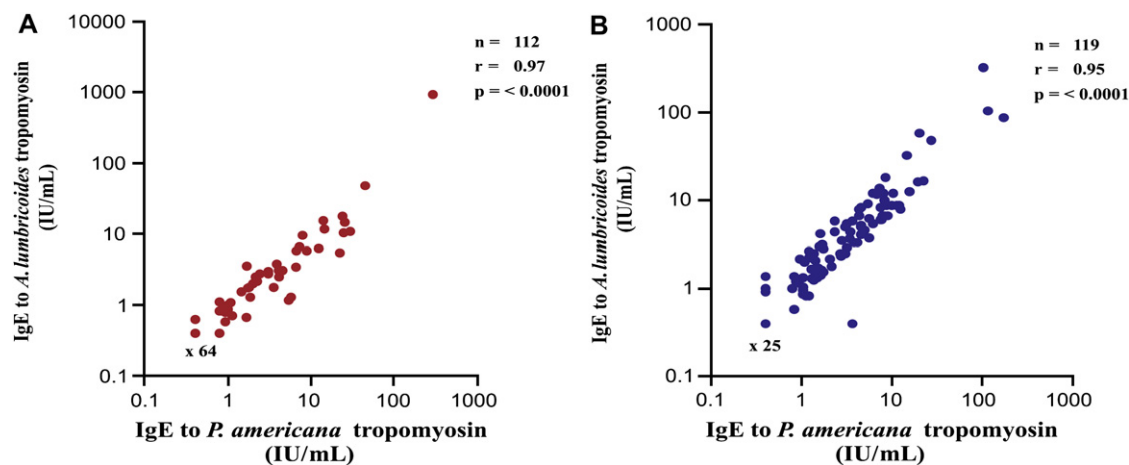 A
IgE to A. lumbricoides tropomyosin
(IU/mL)
10000
1000
100
10
1
0.1
n = 112
r = 0.97
p = < 0.0001
x 64
0.1 1 10 100 1000
IgE to P. americana tropomyosin
(IU/mL)
B
IgE to A. lumbricoides tropomyosin
(IU/mL)
1000
100
10
1
0.1
n = 119
r = 0.95
p = < 0.0001
x 25
0.1 1 10 100 1000
IgE to P. americana tropomyosin
(IU/mL)